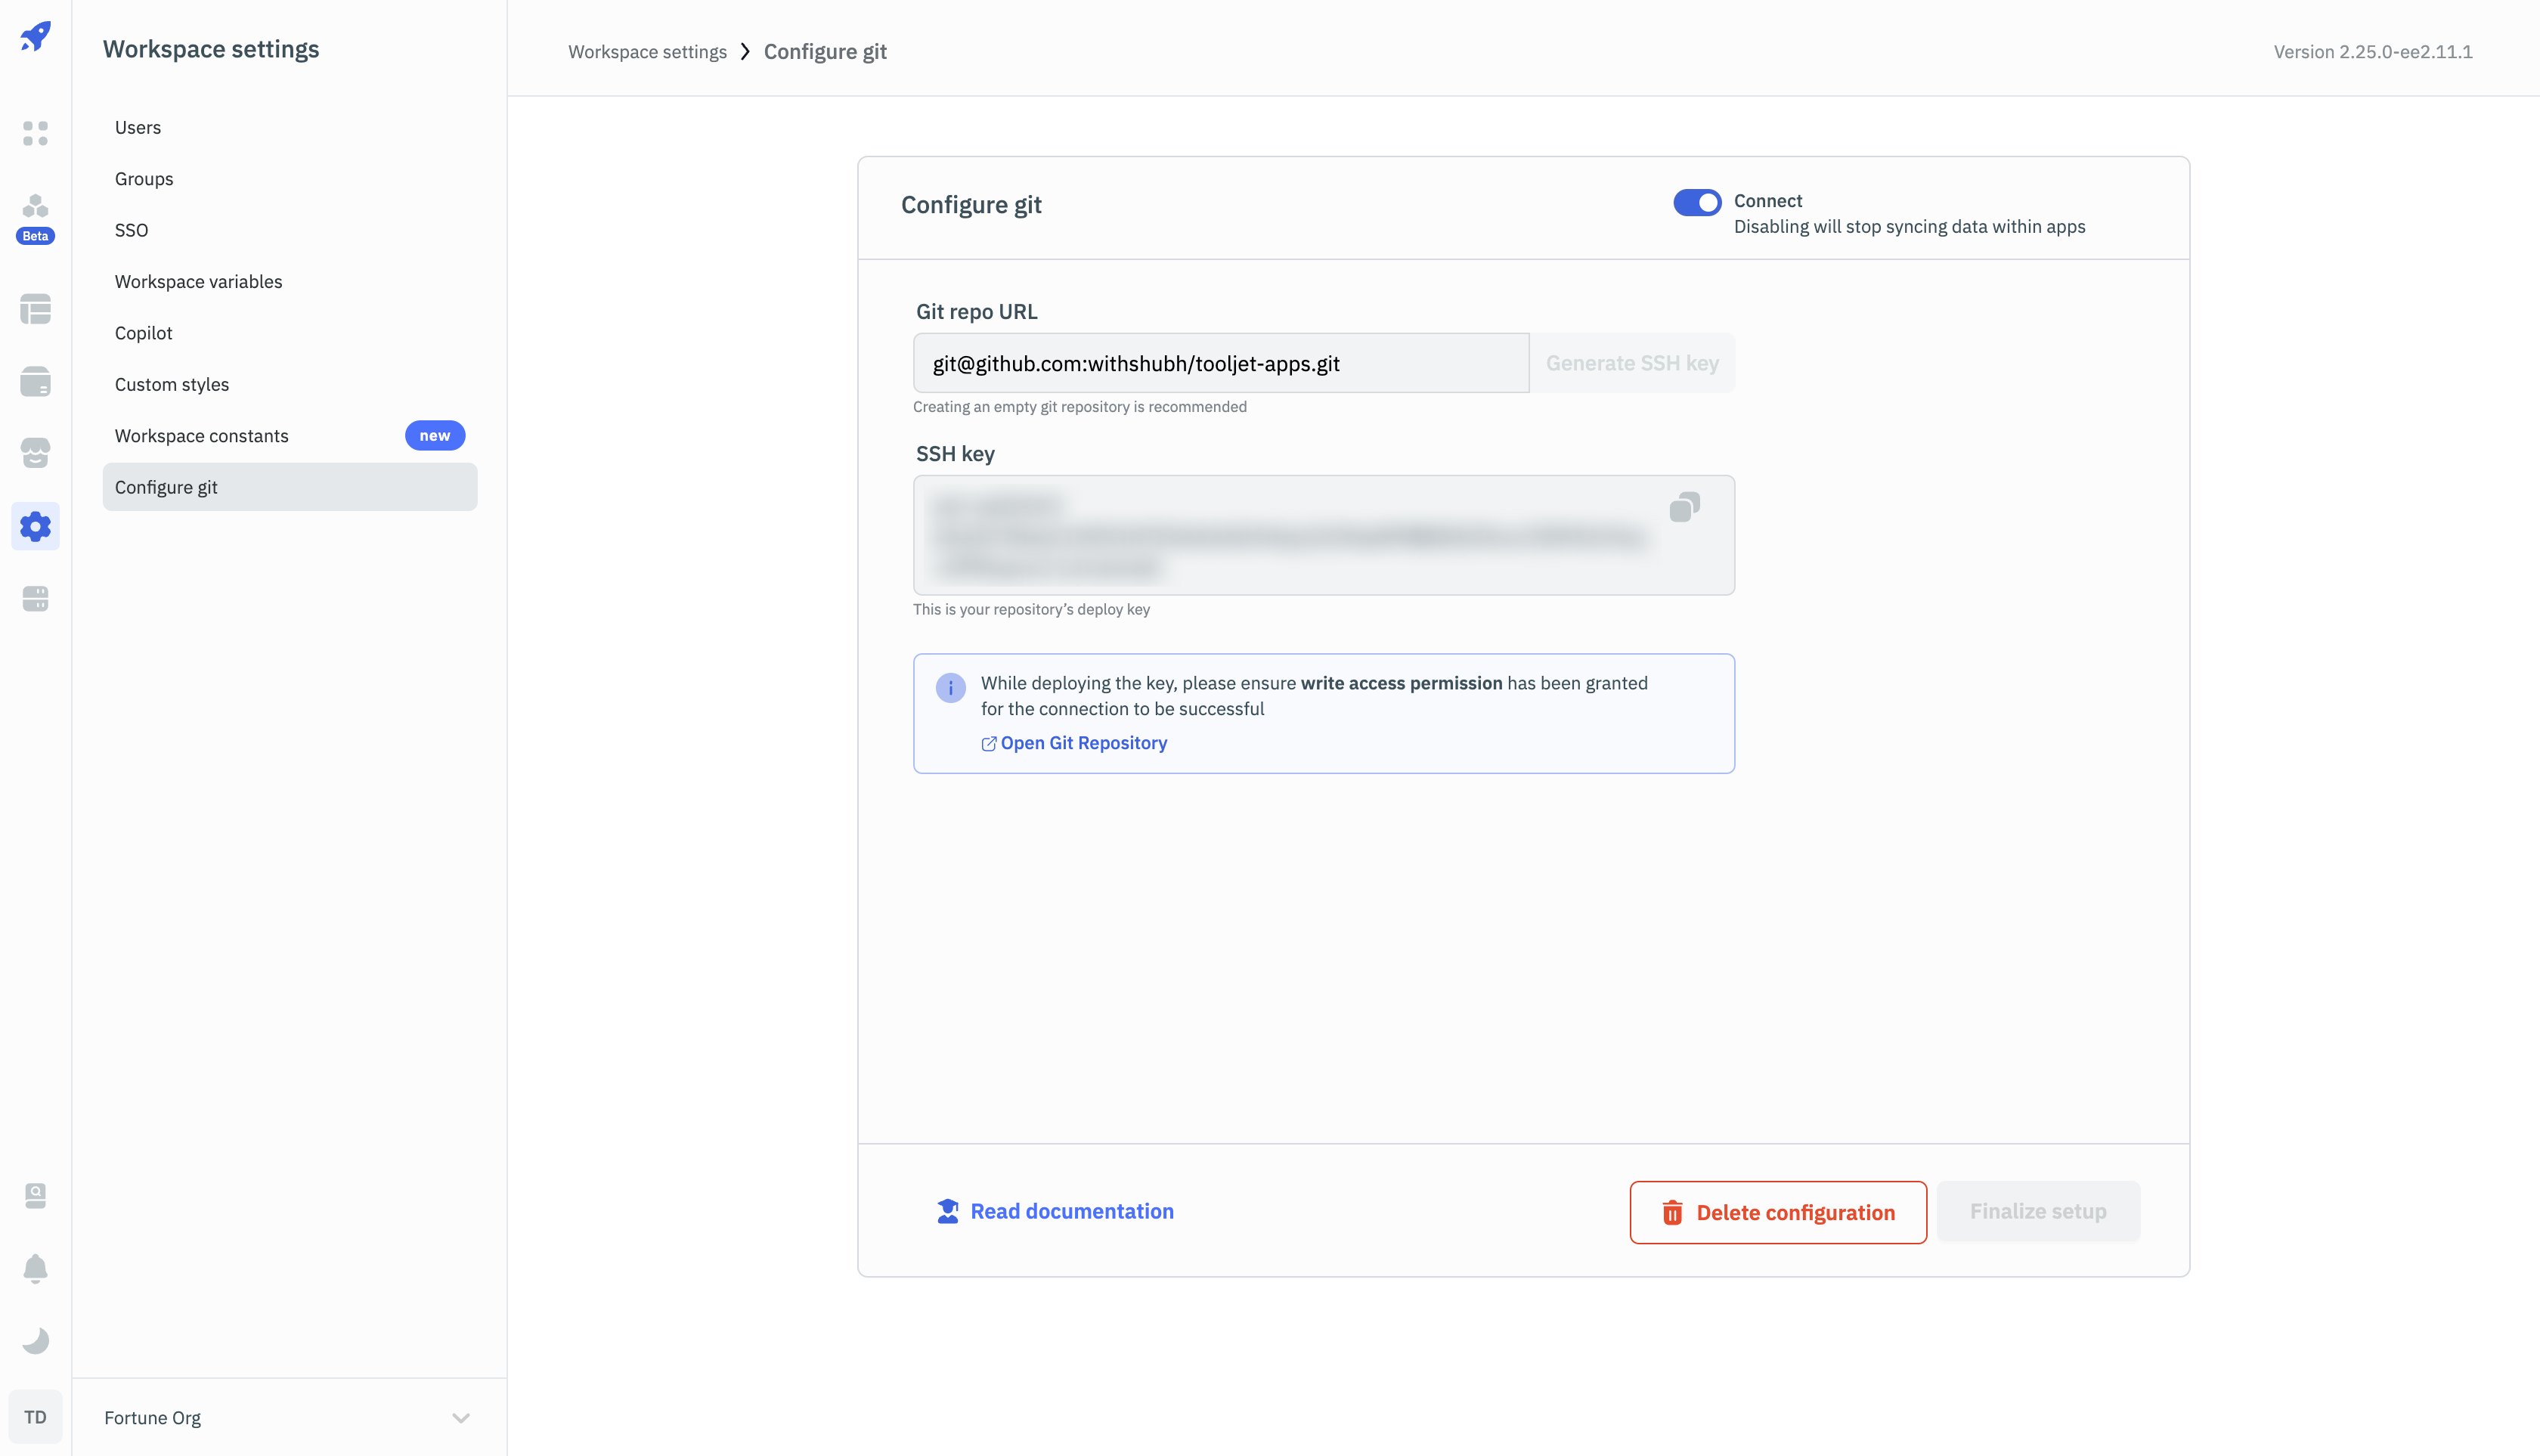 Workspace settings
Users
Groups
SSO
Workspace variables
Copilot
Custom styles
Workspace constants
new
Configure git
Beta
Fortune Org
TD
Workspace settings > Configure git
Version 2.25.0-ee2.11.1
Configure git
Connect
Disabling will stop syncing data within apps
Git repo URL
git@github.com:withshubh/tooljet-apps.git
Generate SSH key
Creating an empty git repository is recommended
SSH key
This is your repository’s deploy key
While deploying the key, please ensure write access permission has been granted
for the connection to be successful
Open Git Repository
Read documentation
Delete configuration
Finalize setup